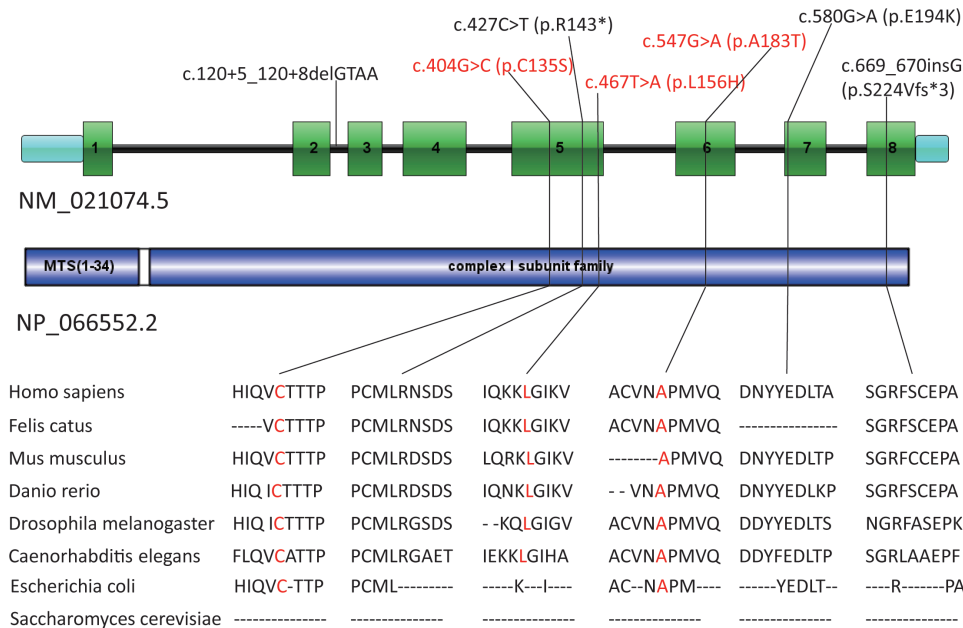 c.427C>T (p.R143*)
c.580G>A (p.E194K)
c.547G>A (p.A183T)
c.120+5_120+8delGTAA
c.404G>C (p.C135S)
c.467T>A (p.L156H)
c.669_670insG
(p.S224Vfs*3)
1 2 3 4 5 6 7 8
NM_021074.5
MTS(1-34) complex I subunit family
NP_066552.2
Homo sapiens HIQVCTTTP PCMLRNSDS IQKKLGIKV ACVNAPMVQ DNYYEDLTA SGRFSCEPA
Felis catus -----VCTTTP PCMLRNSDS IQKKLGIKV ACVNAPMVQ --------------- SGRFSCEPA
Mus musculus HIQVCTTTP PCMLRDSDS LQRKLGIKV --------APMVQ DNYYEDLTP SGRFCCEPA
Danio rerio HIQ ICTTTP PCMLRDSDS IQNKLGIKV - - VNAPMVQ DNYYEDLKP SGRFSCEPA
Drosophila melanogaster HIQ ICTTTP PCMLRGSDS - -KQLGIGV ACVNAPMVQ DDYYEDLTS NGRFASEPK
Caenorhabditis elegans FLQVCATTP PCMLRGAET IEKKLGIHA ACVNAPMVQ DDYFEDLTP SGRLAAEPF
Escherichia coli HIQVC-TTP PCML--------- -----K---I--- AC--NAPM---- ------YEDLT-- ----R-----PA
Saccharomyces cerevisiae -------------- -------------- -------------- -------------- --------------- ---------------